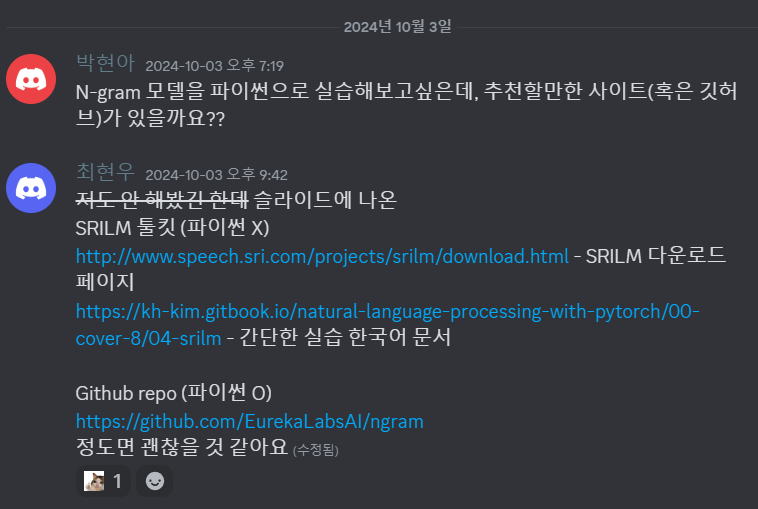 2024년 10월 3일
박현아 2024-10-03 오후 7:19
N-gram 모델을 파이썬으로 실습해보고싶은데, 추천할만한 사이트(혹은 깃허
브)가 있을까요??
최현우 2024-10-03 오후 9:42
저도 안 해봤긴 한데 슬라이드에 나온
SRILM 툴킷 (파이썬 X)
http://www.speech.sri.com/projects/srilm/download.html - SRILM 다운로드
페이지
https://kh-kim.gitbook.io/natural-language-processing-with-pytorch/00-
cover-8/04-srilm - 간단한 실습 한국어 문서
Github repo (파이썬 O)
https://github.com/EurekaLabsAI/ngram
정도면 괜찮을 것 같아요 (수정됨)
1